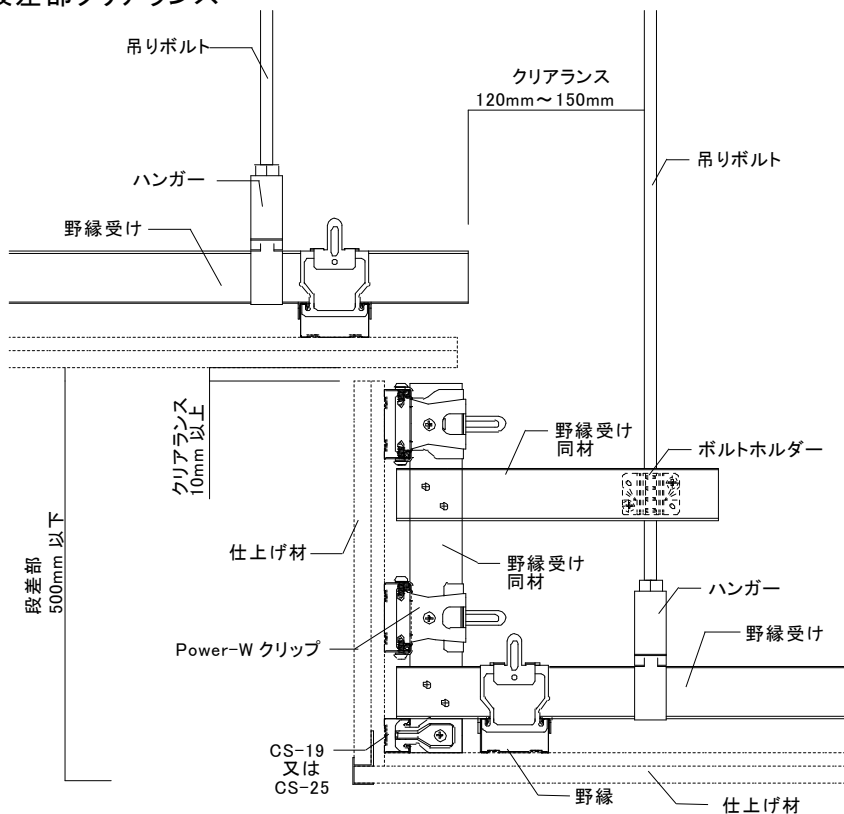 段差部クリアランス
吊りボルト
クリアランス
120mm～150mm
吊りボルト
ハンガー
野縁受け
クリアランス
10mm 以上
野縁受け
同材
ボルトホルダー
段差部
500mm 以下
仕上げ材
野縁受け
同材
ハンガー
野縁受け
Power-W クリップ
CS-19
又は
CS-25
野縁
仕上げ材